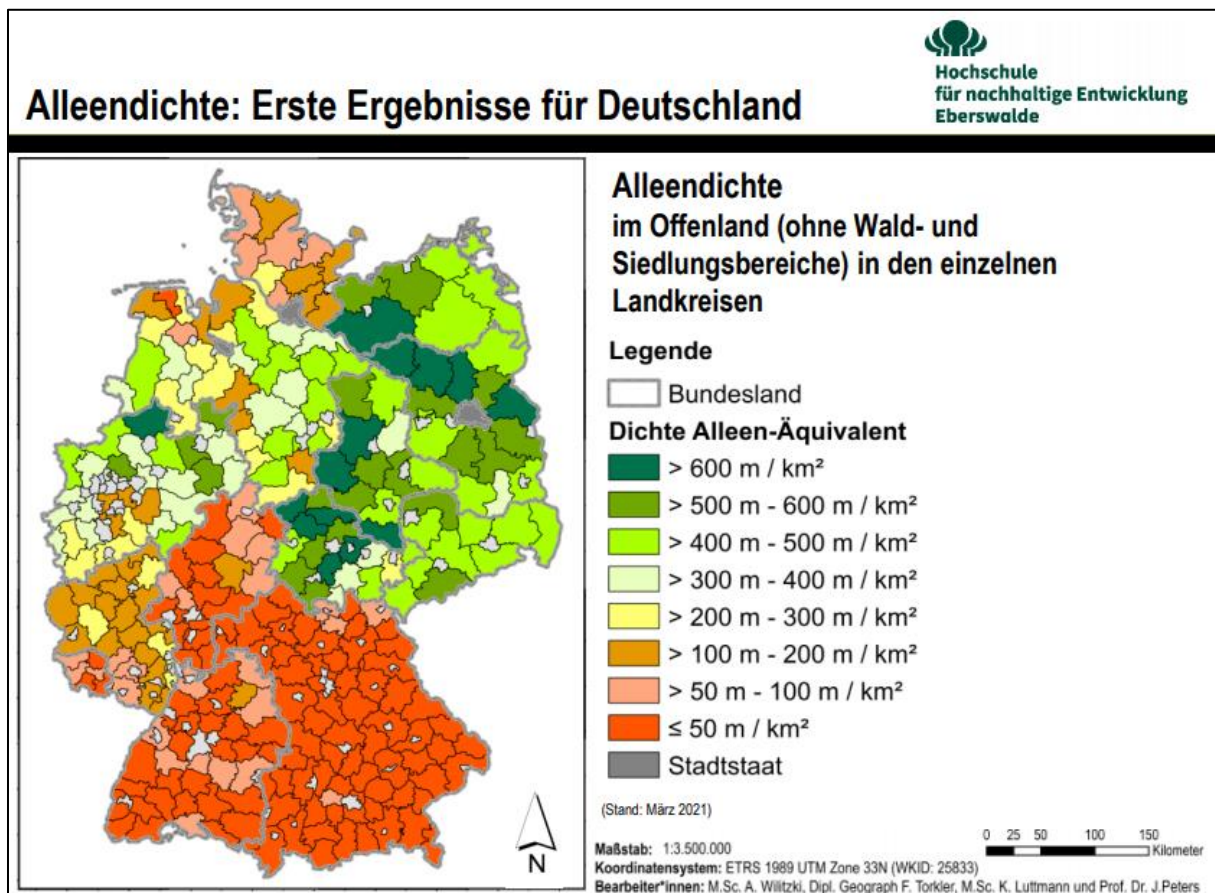 Hochschule
für nachhaltige Entwicklung
Eberswalde
Alleendichte: Erste Ergebnisse für Deutschland
Alleendichte
im Offenland (ohne Wald- und
Siedlungsbereiche) in den einzelnen
Landkreisen
Legende
Bundesland
Dichte Alleen-Äquivalent
> 600 m / km²
> 500 m - 600 m / km²
> 400 m - 500 m / km²
> 300 m - 400 m / km²
> 200 m - 300 m / km²
> 100 m - 200 m / km²
> 50 m - 100 m / km²
≤ 50 m / km²
Stadtstaat
(Stand: März 2021)
N
0 25 50 100 150
Kilometer
Maßstab: 1:3.500.000
Koordinatensystem: ETRS 1989 UTM Zone 33N (WKID: 25833)
Bearbeiter*innen: M.Sc. A. Wilitzki, Dipl. Geograph F. Torkler, M.Sc. K. Luttmann und Prof. Dr. J.Peters